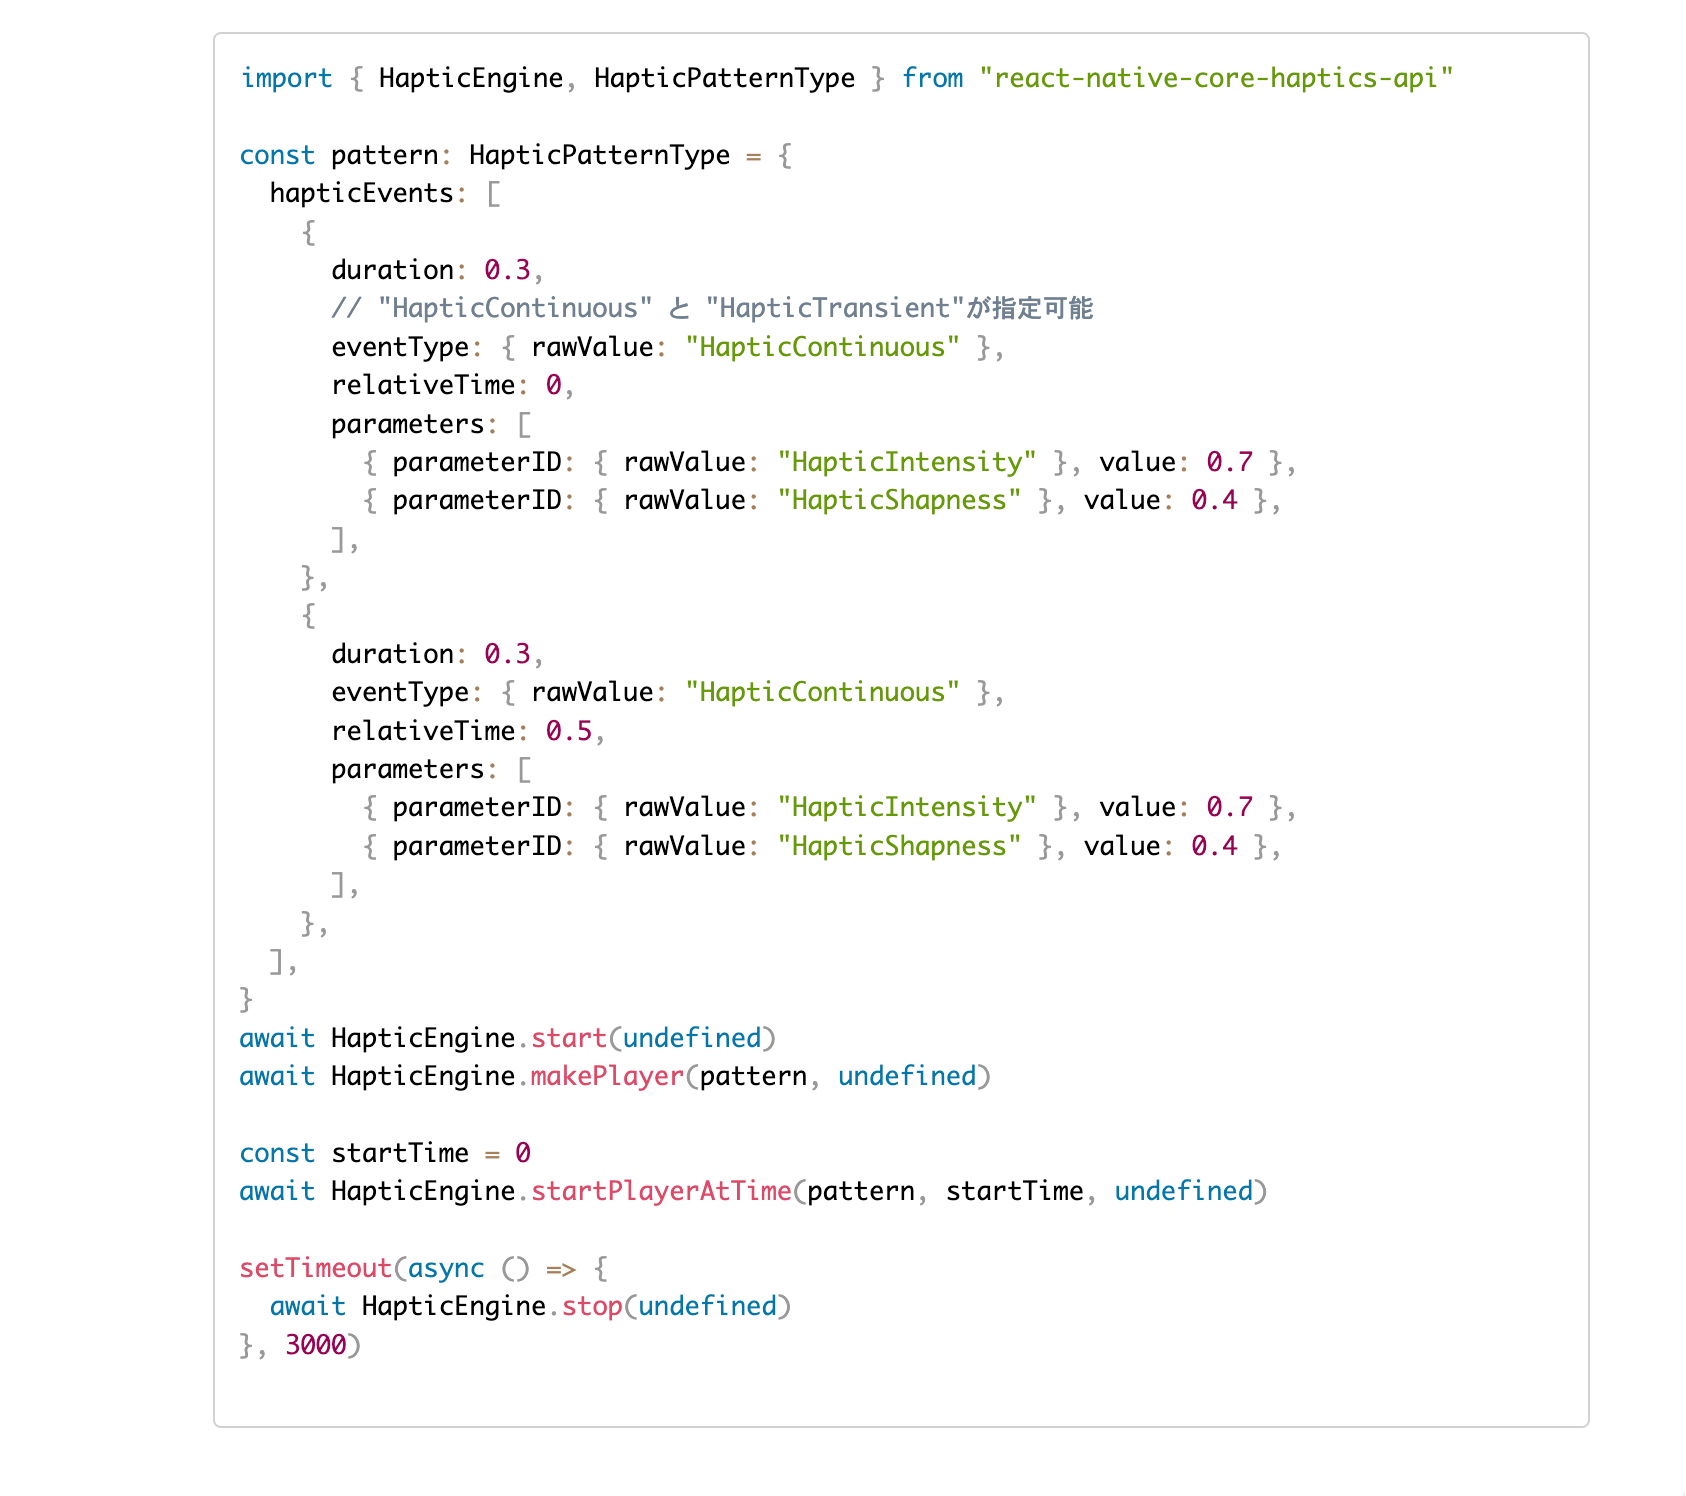 import { HapticEngine, HapticPatternType } from "react-native-core-haptics-api"

const pattern: HapticPatternType = {
  hapticEvents: [
    {
      duration: 0.3,
      // "HapticContinuous" と "HapticTransient"が指定可能
      eventType: { rawValue: "HapticContinuous" },
      relativeTime: 0,
      parameters: [
        { parameterID: { rawValue: "HapticIntensity" }, value: 0.7 },
        { parameterID: { rawValue: "HapticShapness" }, value: 0.4 },
      ],
    },
    {
      duration: 0.3,
      eventType: { rawValue: "HapticContinuous" },
      relativeTime: 0.5,
      parameters: [
        { parameterID: { rawValue: "HapticIntensity" }, value: 0.7 },
        { parameterID: { rawValue: "HapticShapness" }, value: 0.4 },
      ],
    },
  ],
}
await HapticEngine.start(undefined)
await HapticEngine.makePlayer(pattern, undefined)

const startTime = 0
await HapticEngine.startPlayerAtTime(pattern, startTime, undefined)

setTimeout(async () => {
  await HapticEngine.stop(undefined)
}, 3000)